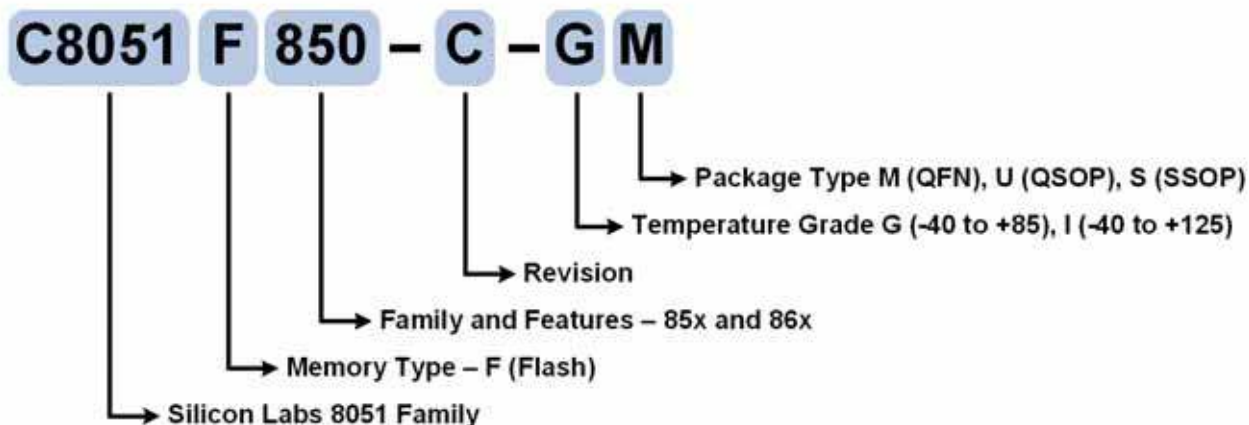 C8051 F 850 – C – G M
Package Type M (QFN), U (QSOP), S (SSOP)
Temperature Grade G (-40 to +85), I (-40 to +125)
Revision
Family and Features – 85x and 86x
Memory Type – F (Flash)
Silicon Labs 8051 Family